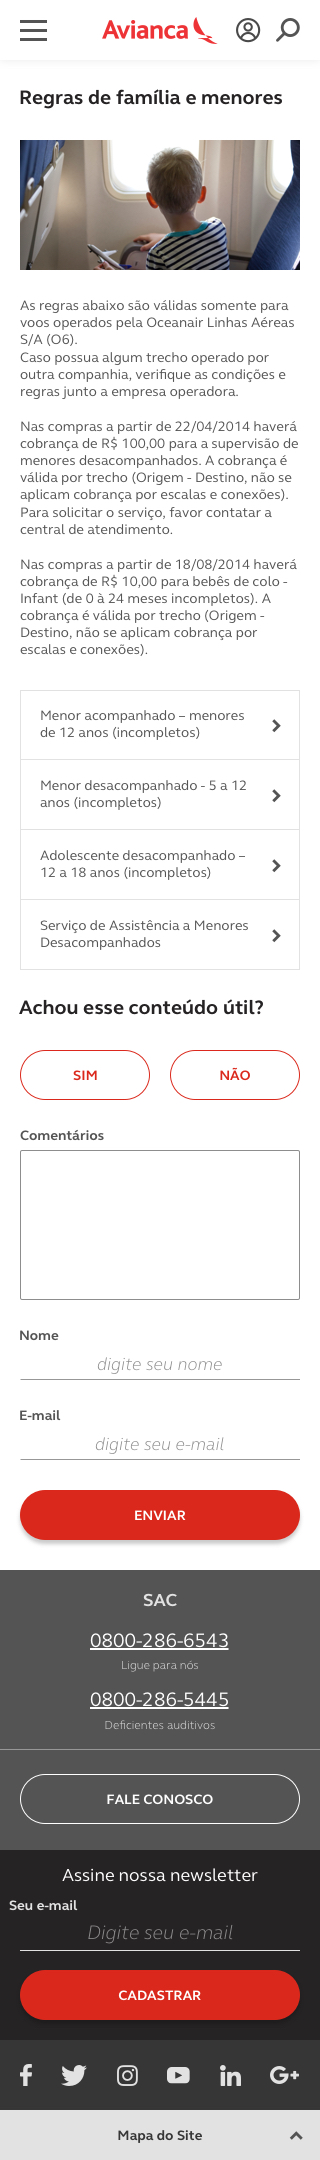 Avianca
Regras de família e menores
As regras abaixo são válidas somente para
voos operados pela Oceanair Linhas Aéreas
S/A (O6).
Caso possua algum trecho operado por
outra companhia, verifique as condições e
regras junto a empresa operadora.
Nas compras a partir de 22/04/2014 haverá
cobrança de R$ 100,00 para a supervisão de
menores desacompanhados. A cobrança é
válida por trecho (Origem - Destino, não se
aplicam cobrança por escalas e conexões).
Para solicitar o serviço, favor contatar a
central de atendimento.
Nas compras a partir de 18/08/2014 haverá
cobrança de R$ 10,00 para bebês de colo -
Infant (de 0 à 24 meses incompletos). A
cobrança é válida por trecho (Origem -
Destino, não se aplicam cobrança por
escalas e conexões).
Menor acompanhado – menores
de 12 anos (incompletos)
Menor desacompanhado - 5 a 12
anos (incompletos)
Adolescente desacompanhado –
12 a 18 anos (incompletos)
Serviço de Assistência a Menores
Desacompanhados
Achou esse conteúdo útil?
SIM
NÃO
Comentários
Nome
digite seu nome
E-mail
digite seu e-mail
ENVIAR
SAC
0800-286-6543
Ligue para nós
0800-286-5445
Deficientes auditivos
FALE CONOSCO
Assine nossa newsletter
Seu e-mail
Digite seu e-mail
CADASTRAR
Mapa do Site